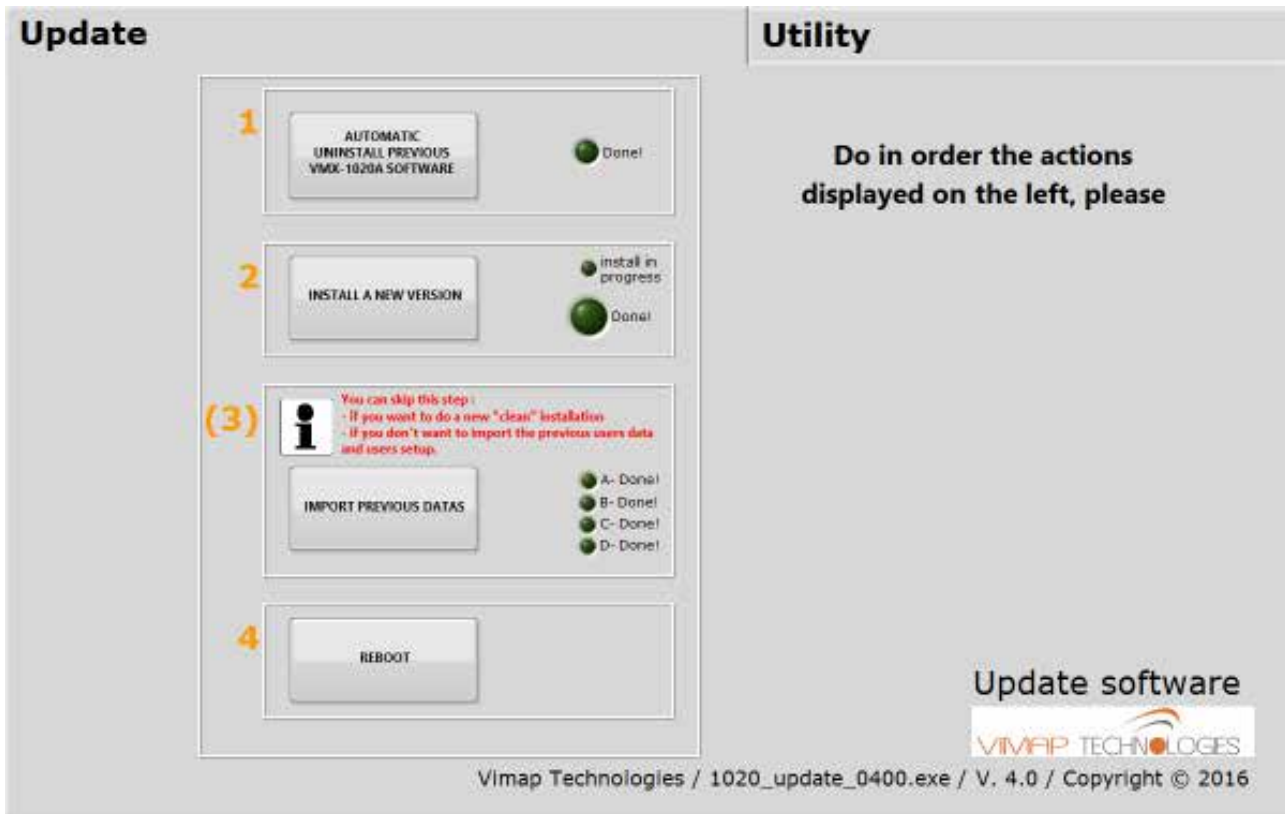 Update
Utility
1
AUTOMATIC
UNINSTALL PREVIOUS
VMX-1020A SOFTWARE
Done!
Do in order the actions
displayed on the left, please
2
INSTALL A NEW VERSION
install in
progress
Done!
(3)
i
You can skip this step :
- if you want to do a new "clean" installation
- if you don't want to import the previous users data
and users setup.
IMPORT PREVIOUS DATAS
A- Done!
B- Done!
C- Done!
D- Done!
4
REBOOT
Update software
VIMAP TECHNOLOGIES
Vimap Technologies / 1020_update_0400.exe / V. 4.0 / Copyright © 2016